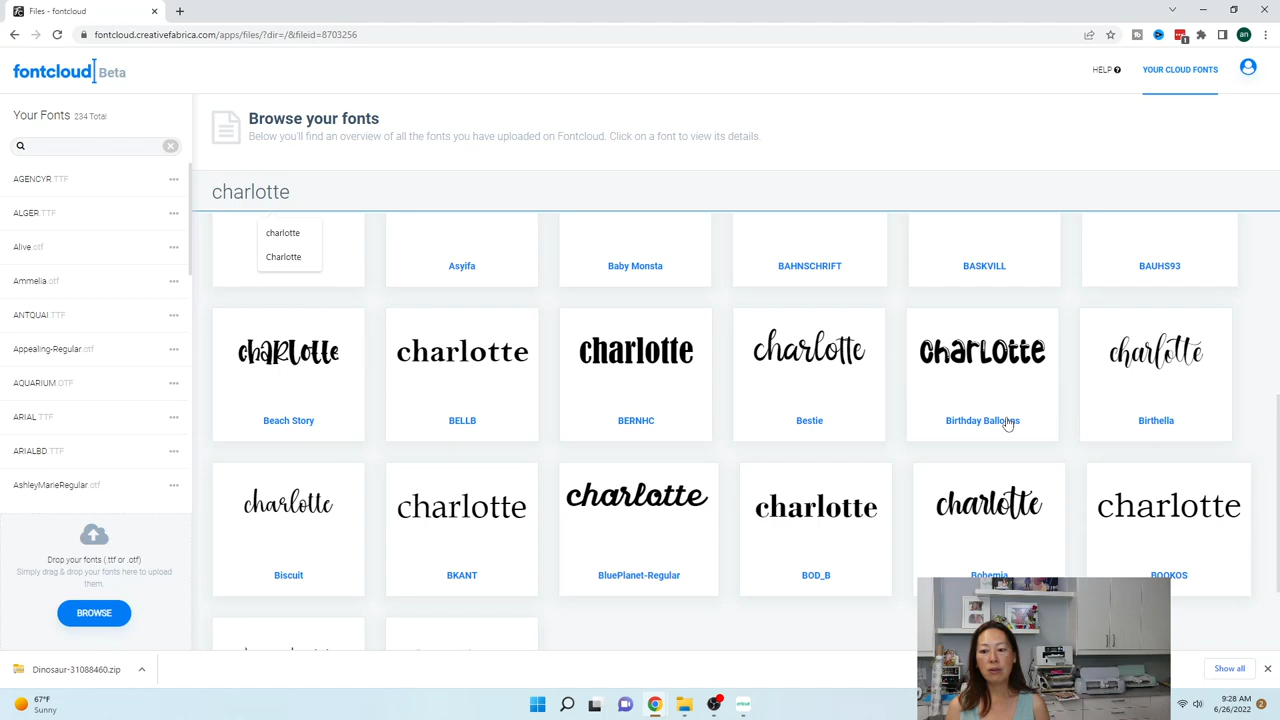 Files - fontcloud
fontcloud.creativefabrica.com/apps/files/?dir=/&fileid=8703256
an
1
fontcloud Beta
HELP
YOUR CLOUD FONTS
Your Fonts 234 Total
Browse your fonts
Below you'll find an overview of all the fonts you have uploaded on Fontcloud. Click on a font to view its details.
AGENCYR.TTF
ALGER.TTF
Alive.otf
Ammelia.otf
ANTQUAI.TTF
Appealing-Regular.otf
AQUARIUM.OTF
ARIAL.TTF
ARIALBD.TTF
AshleyMarieRegular.otf
Drop your fonts (.ttf or .otf)
Simply drag & drop your fonts here to upload
them.
BROWSE
charlotte
charlotte
Charlotte
Asyifa
Baby Monsta
BAHNSCHRIFT
BASKVILL
BAUHS93
charlotte charlotte charlotte charlotte charlotte charlotte
Beach Story
BELLB
BERNHC
Bestie
Birthday Balloons
Birthella
charlotte charlotte charlotte charlotte charlotte charlotte
Biscuit
BKANT
BluePlanet-Regular
BOD_B
Bohemia
BOOKOS
Dinosaur-31088460.zip
Show all
67°F
Sunny
9:28 AM
6/26/2022
2